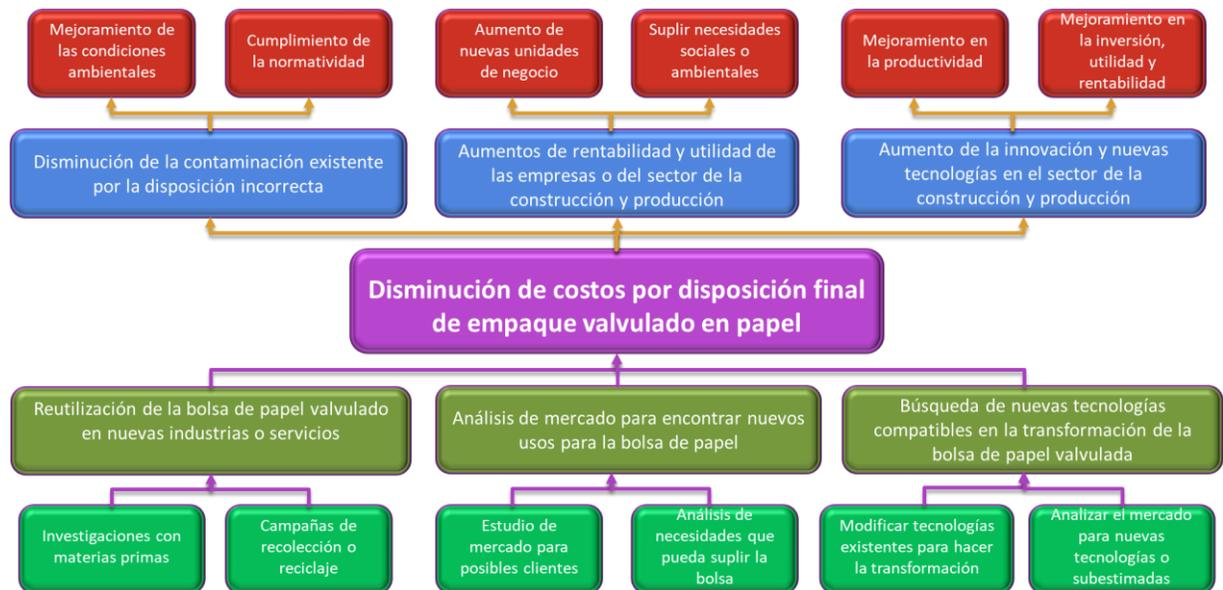 Mejoramiento de
las condiciones
ambientales
Cumplimiento de
la normatividad
Aumento de
nuevas unidades
de negocio
Suplir necesidades
sociales o
ambientales
Mejoramiento en
la productividad
Mejoramiento en
la inversión,
utilidad y
rentabilidad
Disminución de la contaminación existente
por la disposición incorrecta
Aumentos de rentabilidad y utilidad de
las empresas o del sector de la
construcción y producción
Aumento de la innovación y nuevas
tecnologías en el sector de la
construcción y producción
Disminución de costos por disposición final
de empaque valvulado en papel
Reutilización de la bolsa de papel valvulado
en nuevas industrias o servicios
Análisis de mercado para encontrar nuevos
usos para la bolsa de papel
Búsqueda de nuevas tecnologías
compatibles en la transformación de la
bolsa de papel valvulada
Investigaciones con
materias primas
Campañas de
recolección o
reciclaje
Estudio de
mercado para
posibles clientes
Análisis de
necesidades que
pueda suplir la
bolsa
Modificar tecnologías
existentes para hacer
la transformación
Analizar el mercado
para nuevas
tecnologías o
subestimadas